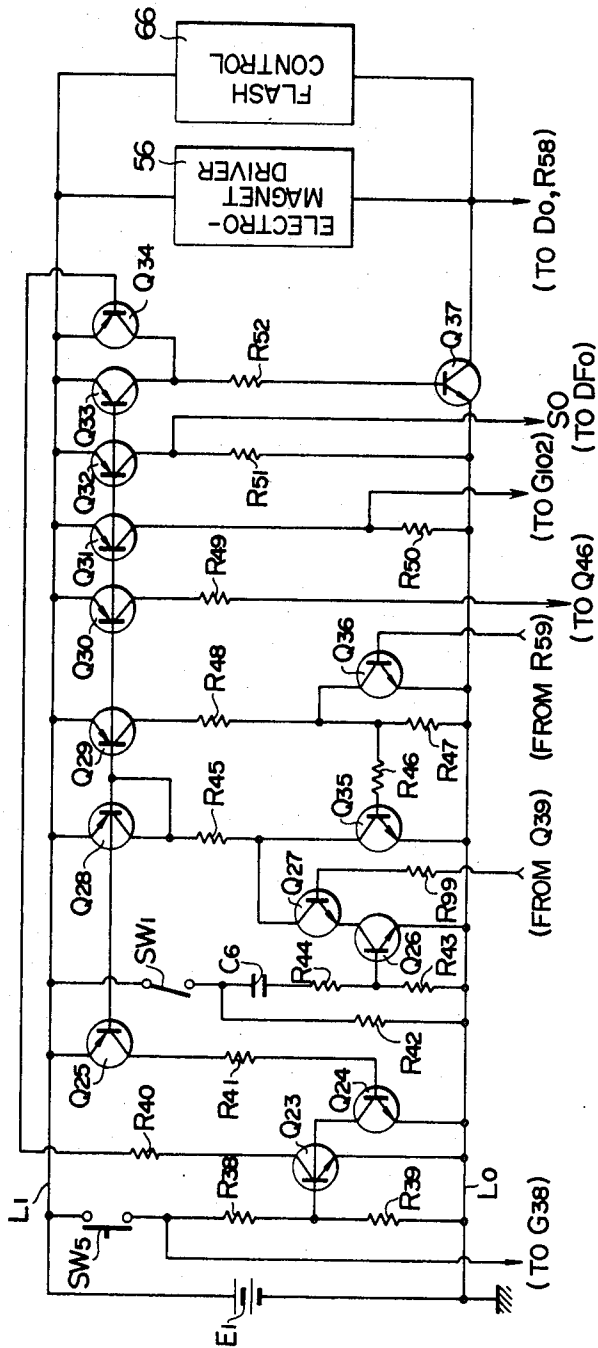 66
FLASH
CONTROL
56
ELECTRO-
MAGNET
DRIVER
(TO Do, R58)
Q34
Q33
Q32
Q31
Q30
Q29
Q28
Q25
R52
Q37
R51
SO
(TO DFo)
(TO G102)
R50
R49
(TO Q46)
R48
Q36
(FROM R59)
R47
R46
R45
Q35
Q27
R99
(FROM Q39)
Q26
SW1
C6
R44
R43
R42
R41
Q24
R40
Q23
L1
SW5
R38
R39
L0
(TO G38)
E1